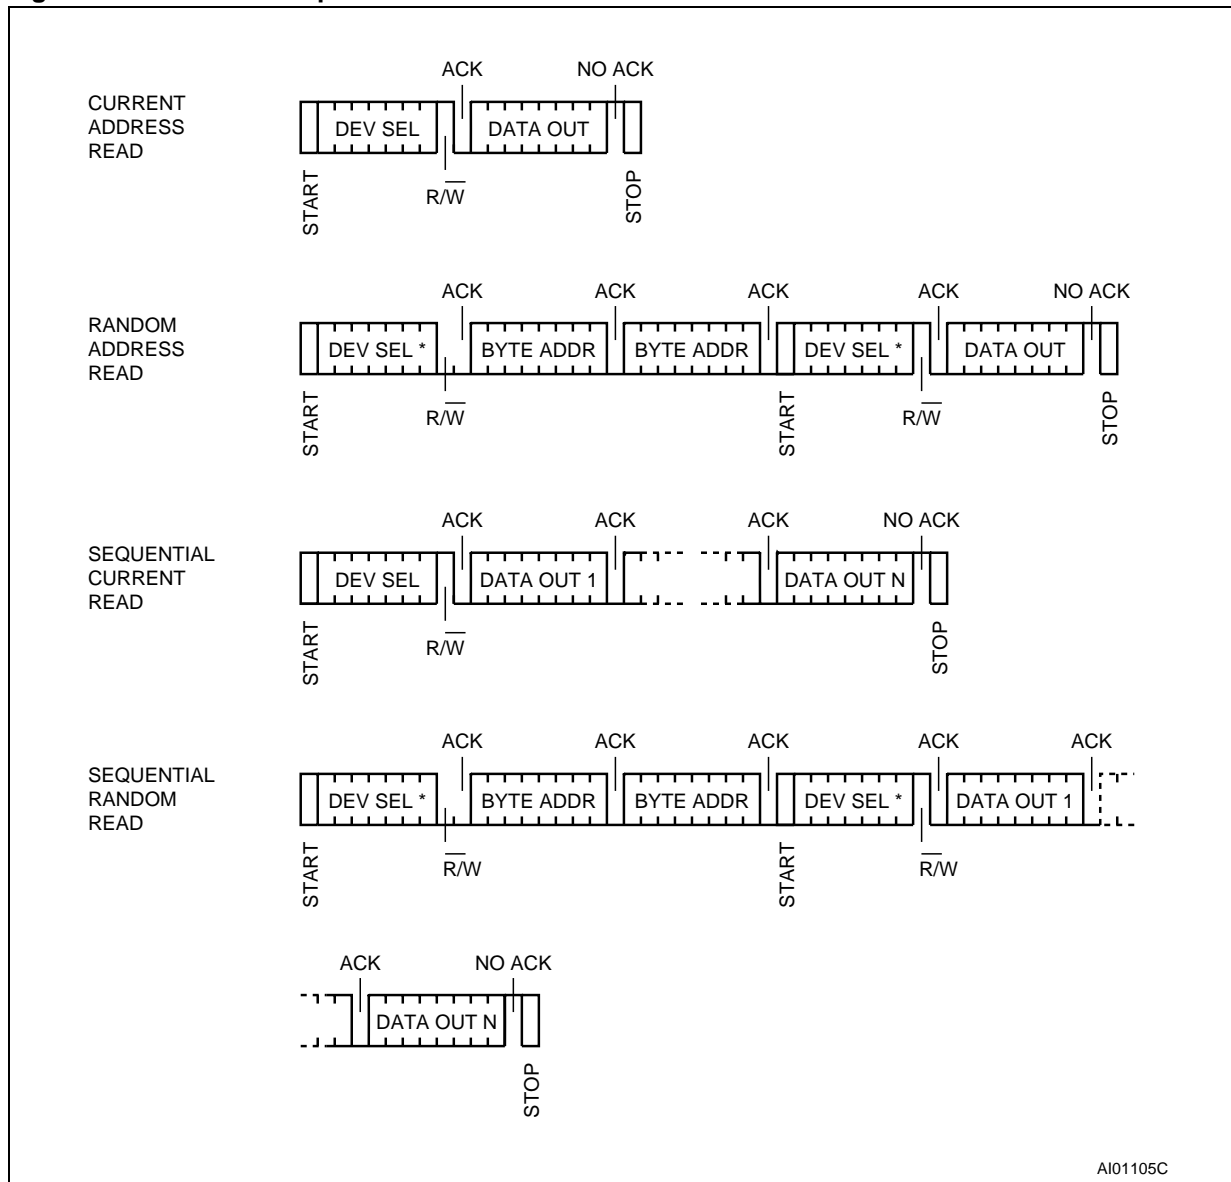 ACK NO ACK
CURRENT
ADDRESS
READ
DEV SEL DATA OUT
START R/W̅ STOP
ACK ACK ACK ACK NO ACK
RANDOM
ADDRESS
READ
DEV SEL * BYTE ADDR BYTE ADDR DEV SEL * DATA OUT
START R/W̅ START R/W̅ STOP
ACK ACK ACK NO ACK
SEQUENTIAL
CURRENT
READ
DEV SEL DATA OUT 1 DATA OUT N
START R/W̅ STOP
ACK ACK ACK ACK ACK
SEQUENTIAL
RANDOM
READ
DEV SEL * BYTE ADDR BYTE ADDR DEV SEL * DATA OUT 1
START R̅/W START R̅/W
ACK NO ACK
DATA OUT N
STOP
AI01105C